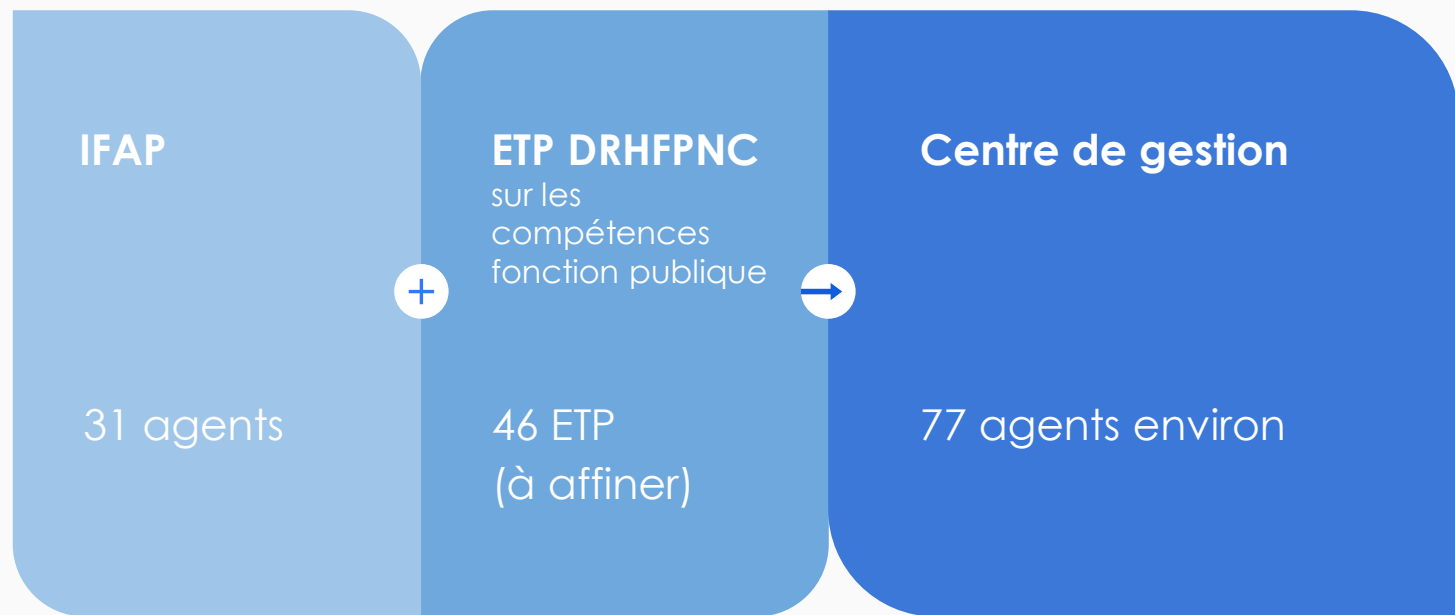 IFAP
31 agents
+
ETP DRHFPNC
sur les
compétences
fonction publique
46 ETP
(à affiner)
Centre de gestion
77 agents environ